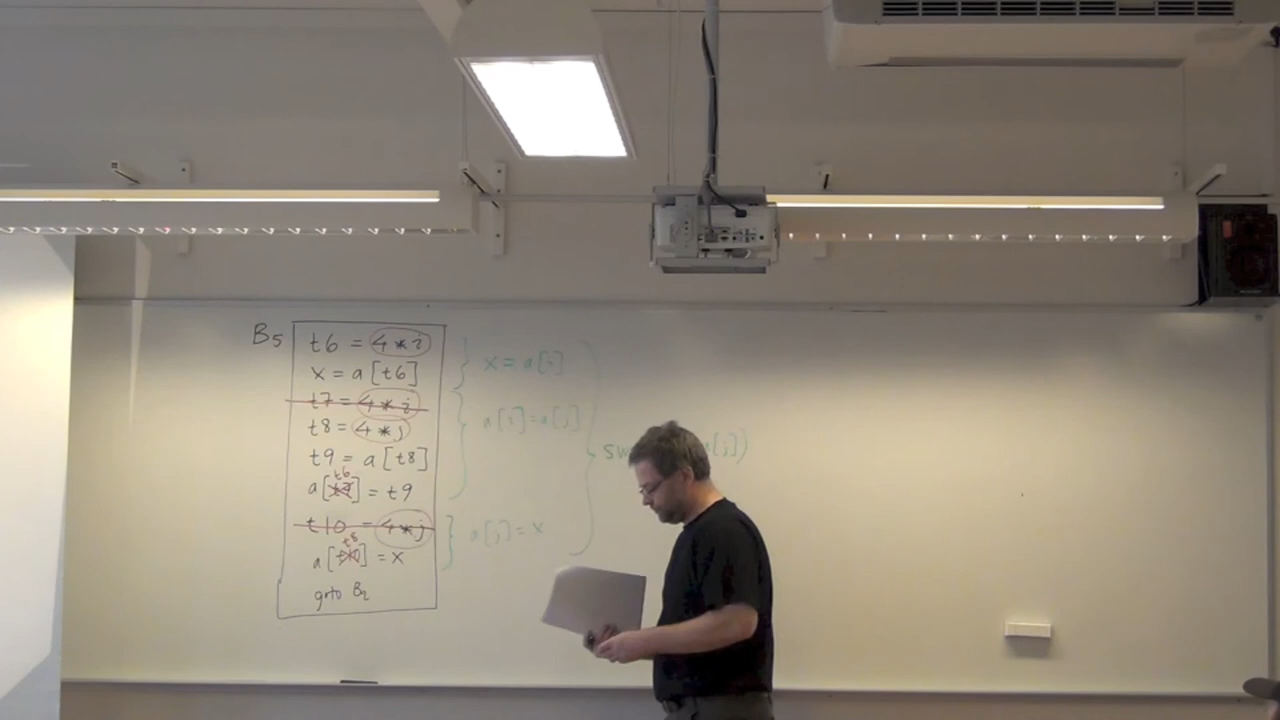 B5
t6 = 4 * i
x = a [t6]
t7 = 4 * i
t8 = 4 * j
t9 = a [t8]
t6
a [t7] = t9
t10 = 4 * j
t8
a [t10] = x
goto B2
x = a[i]
a[i] = a[j]
a[j] = x
a[j])